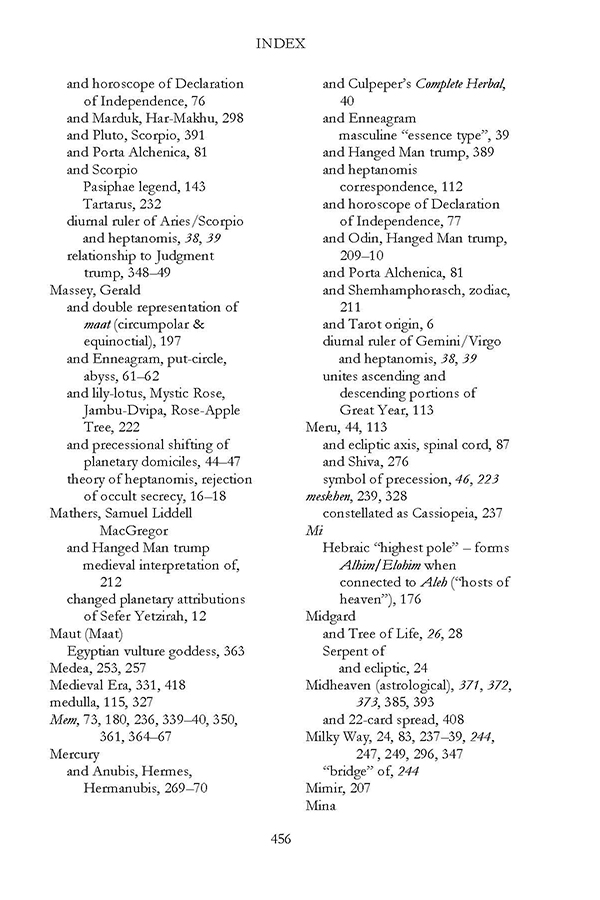 INDEX
and horoscope of Declaration
of Independence, 76
and Marduk, Har-Makhu, 298
and Pluto, Scorpio, 391
and Porta Alchenica, 81
and Scorpio
Pasiphae legend, 143
Tartarus, 232
diurnal ruler of Aries/Scorpio
and heptanomis, 38, 39
relationship to Judgment
trump, 348–49
Massey, Gerald
and double representation of
maat (circumpolar &
equinoctial), 197
and Enneagram, put-circle,
abyss, 61–62
and lily-lotus, Mystic Rose,
Jambu-Dvipa, Rose-Apple
Tree, 222
and precessional shifting of
planetary domiciles, 44–47
theory of heptanomis, rejection
of occult secrecy, 16–18
Mathers, Samuel Liddell
MacGregor
and Hanged Man trump
medieval interpretation of,
212
changed planetary attributions
of Sefer Yetzirah, 12
Maut (Maat)
Egyptian vulture goddess, 363
Medea, 253, 257
Medieval Era, 331, 418
medulla, 115, 327
Mem, 73, 180, 236, 339–40, 350,
361, 364–67
Mercury
and Anubis, Hermes,
Hermanubis, 269–70
and Culpeper’s Complete Herbal,
40
and Enneagram
masculine “essence type”, 39
and Hanged Man trump, 389
and heptanomis
correspondence, 112
and horoscope of Declaration
of Independence, 77
and Odin, Hanged Man trump,
209–10
and Porta Alchenica, 81
and Shemhamphorasch, zodiac,
211
and Tarot origin, 6
diurnal ruler of Gemini/Virgo
and heptanomis, 38, 39
unites ascending and
descending portions of
Great Year, 113
Meru, 44, 113
and ecliptic axis, spinal cord, 87
and Shiva, 276
symbol of precession, 46, 223
meskhen, 239, 328
constellated as Cassiopeia, 237
Mi
Hebraic “highest pole” – forms
Alhim/Elohim when
connected to Aleh (“hosts of
heaven”), 176
Midgard
and Tree of Life, 26, 28
Serpent of
and ecliptic, 24
Midheaven (astrological), 371, 372,
373, 385, 393
and 22-card spread, 408
Milky Way, 24, 83, 237–39, 244,
247, 249, 296, 347
“bridge” of, 244
Mimir, 207
Mina
456